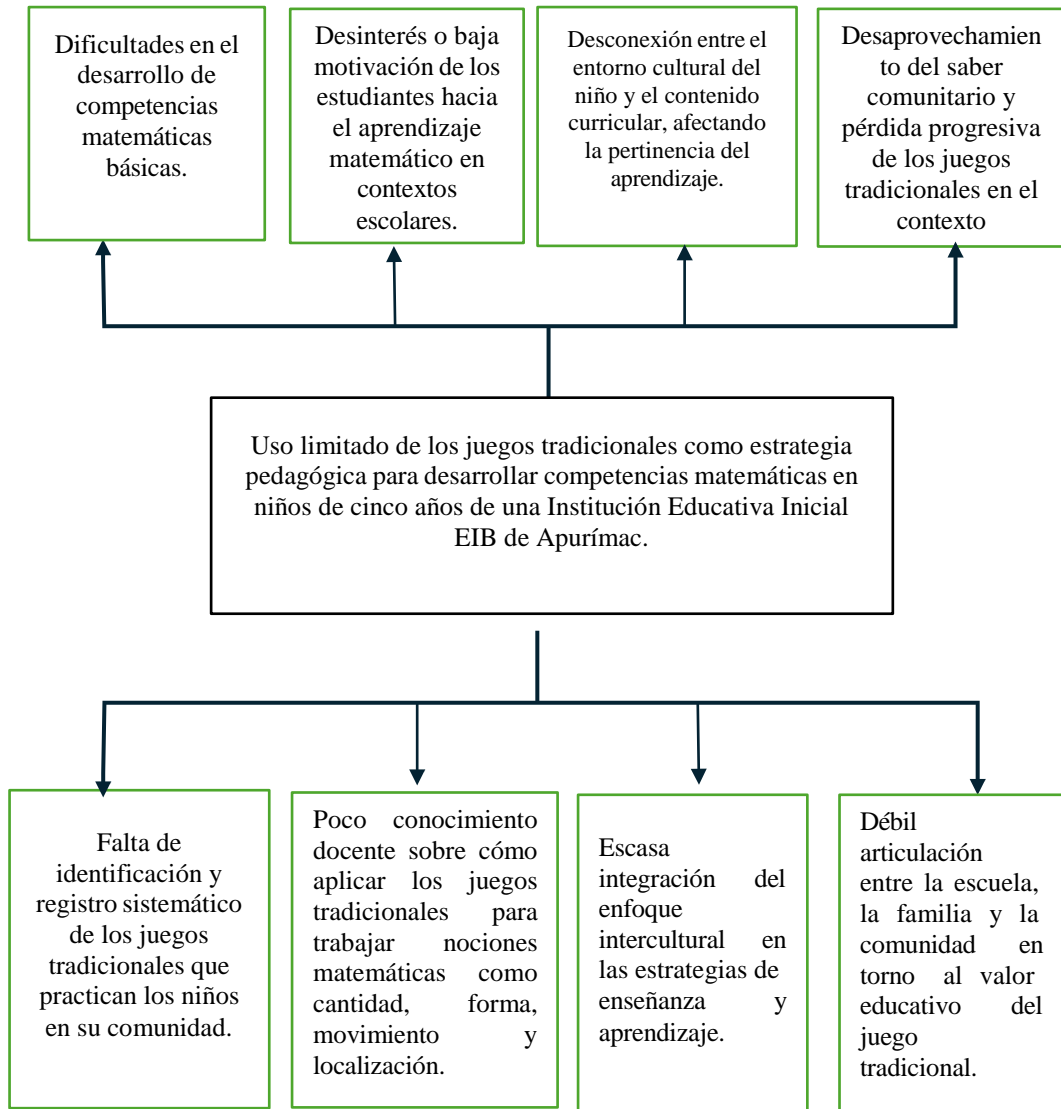 Dificultades en el
desarrollo de
competencias
matemáticas
básicas.
Desinterés o baja
motivación de los
estudiantes hacia
el aprendizaje
matemático en
contextos
escolares.
Desconexión entre el
entorno cultural del
niño y el contenido
curricular, afectando
la pertinencia del
aprendizaje.
Desaprovechamien
to del saber
comunitario y
pérdida progresiva
de los juegos
tradicionales en el
contexto
Uso limitado de los juegos tradicionales como estrategia
pedagógica para desarrollar competencias matemáticas en
niños de cinco años de una Institución Educativa Inicial
EIB de Apurímac.
Falta de
identificación y
registro sistemático
de los juegos
tradicionales que
practican los niños
en su comunidad.
Poco conocimiento
docente sobre cómo
aplicar los juegos
tradicionales para
trabajar nociones
matemáticas como
cantidad, forma,
movimiento y
localización.
Escasa
integración del
enfoque
intercultural en
las estrategias de
enseñanza y
aprendizaje.
Débil
articulación
entre la escuela,
la familia y la
comunidad en
torno al valor
educativo del
juego
tradicional.